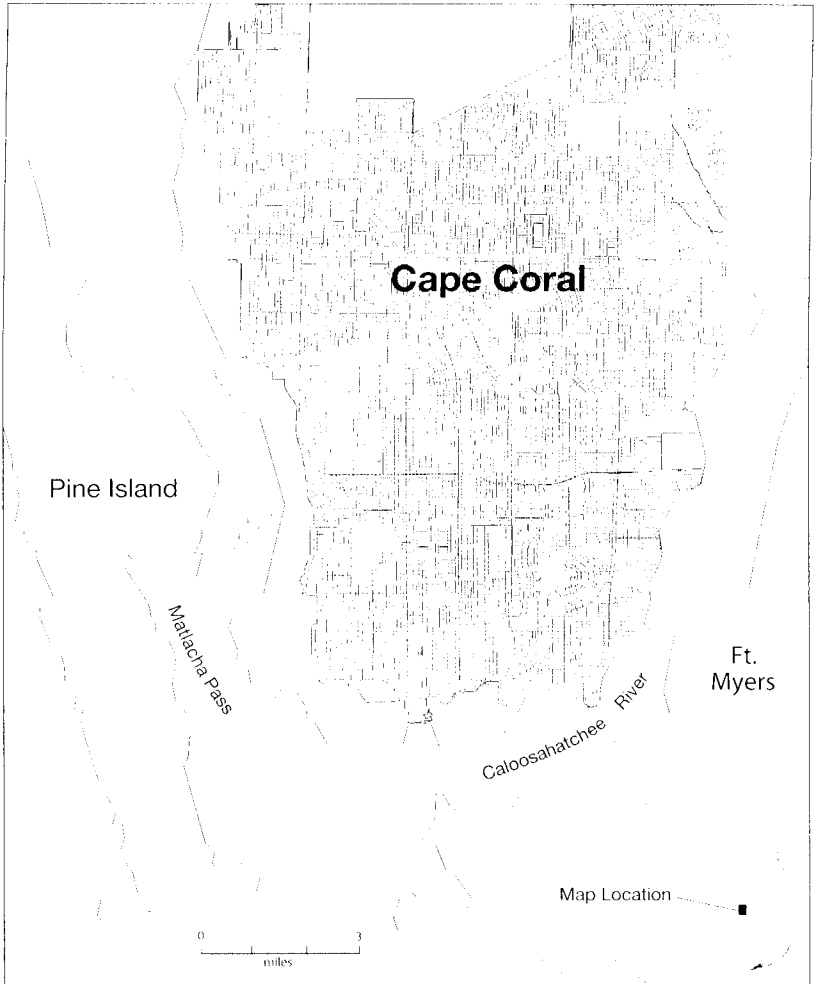 Cape Coral
Pine Island
Matlacha Pass
Ft.
Myers
Caloosahatchee River
Map Location
0 3
miles